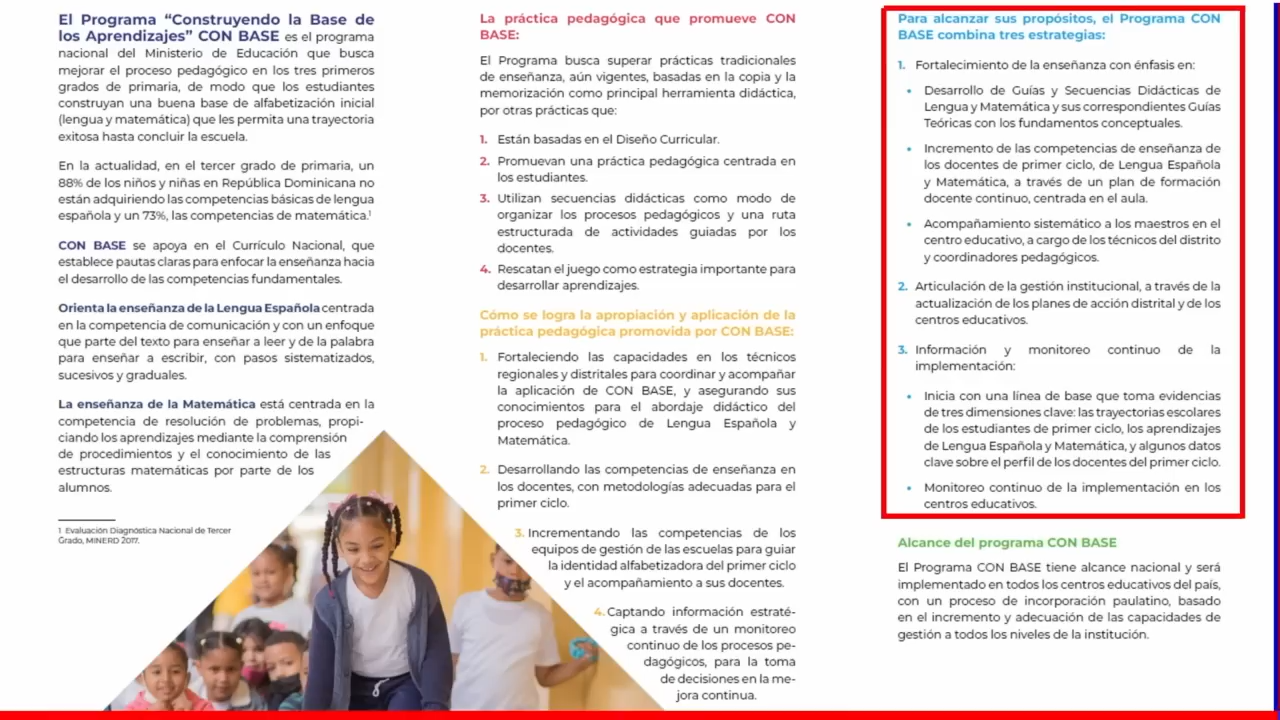 El Programa “Construyendo la Base de
los Aprendizajes” CON BASE es el programa
nacional del Ministerio de Educación que busca
mejorar el proceso pedagógico en los tres primeros
grados de primaria, de modo que los estudiantes
construyan una buena base de alfabetización inicial
(lengua y matemática) que les permita una trayectoria
exitosa hasta concluir la escuela.
En la actualidad, en el tercer grado de primaria, un
88% de los niños y niñas en República Dominicana no
están adquiriendo las competencias básicas de lengua
española y un 73%, las competencias de matemática.¹
CON BASE se apoya en el Currículo Nacional, que
establece pautas claras para enfocar la enseñanza hacia
el desarrollo de las competencias fundamentales.
Orienta la enseñanza de la Lengua Española centrada
en la competencia de comunicación y con un enfoque
que parte del texto para enseñar a leer y de la palabra
para enseñar a escribir, con pasos sistematizados,
sucesivos y graduales.
La enseñanza de la Matemática está centrada en la
competencia de resolución de problemas, propi-
ciando los aprendizajes mediante la comprensión
de procedimientos y el conocimiento de las
estructuras matemáticas por parte de los
alumnos.
1 Evaluación Diagnóstica Nacional de Tercer
Grado, MINERD 2017.
La práctica pedagógica que promueve CON
BASE:
El Programa busca superar prácticas tradicionales
de enseñanza, aún vigentes, basadas en la copia y la
memorización como principal herramienta didáctica,
por otras prácticas que:
1. Están basadas en el Diseño Curricular.
2. Promuevan una práctica pedagógica centrada en
los estudiantes.
3. Utilizan secuencias didácticas como modo de
organizar los procesos pedagógicos y una ruta
estructurada de actividades guiadas por los
docentes.
4. Rescatan el juego como estrategia importante para
desarrollar aprendizajes.
Cómo se logra la apropiación y aplicación de la
práctica pedagógica promovida por CON BASE:
1. Fortaleciendo las capacidades en los técnicos
regionales y distritales para coordinar y acompañar
la aplicación de CON BASE, y asegurando sus
conocimientos para el abordaje didáctico del
proceso pedagógico de Lengua Española y
Matemática.
2. Desarrollando las competencias de enseñanza en
los docentes, con metodologías adecuadas para el
primer ciclo.
3. Incrementando las competencias de los
equipos de gestión de las escuelas para guiar
la identidad alfabetizadora del primer ciclo
y el acompañamiento a sus docentes.
4. Captando información estraté-
gica a través de un monitoreo
continuo de los procesos pe-
dagógicos, para la toma
de decisiones en la me-
jora continua.
Para alcanzar sus propósitos, el Programa CON
BASE combina tres estrategias:
1. Fortalecimiento de la enseñanza con énfasis en:
• Desarrollo de Guías y Secuencias Didácticas de
Lengua y Matemática y sus correspondientes Guías
Teóricas con los fundamentos conceptuales.
• Incremento de las competencias de enseñanza de
los docentes de primer ciclo, de Lengua Española
y Matemática, a través de un plan de formación
docente continuo, centrada en el aula.
• Acompañamiento sistemático a los maestros en el
centro educativo, a cargo de los técnicos del distrito
y coordinadores pedagógicos.
2. Articulación de la gestión institucional, a través de la
actualización de los planes de acción distrital y de los
centros educativos.
3. Información y monitoreo continuo de la
implementación:
• Inicia con una línea de base que toma evidencias
de tres dimensiones clave: las trayectorias escolares
de los estudiantes de primer ciclo, los aprendizajes
de Lengua Española y Matemática, y algunos datos
clave sobre el perfil de los docentes del primer ciclo.
• Monitoreo continuo de la implementación en los
centros educativos.
Alcance del programa CON BASE
El Programa CON BASE tiene alcance nacional y será
implementado en todos los centros educativos del país,
con un proceso de incorporación paulatino, basado
en el incremento y adecuación de las capacidades de
gestión a todos los niveles de la institución.